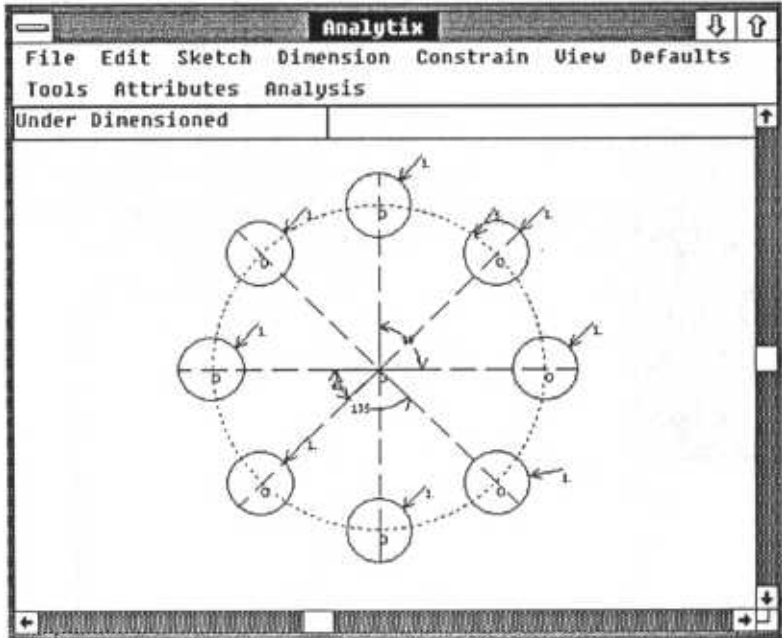 Analytix
File Edit Sketch Dimension Constrain View Defaults
Tools Attributes Analysis
Under Dimensioned
135